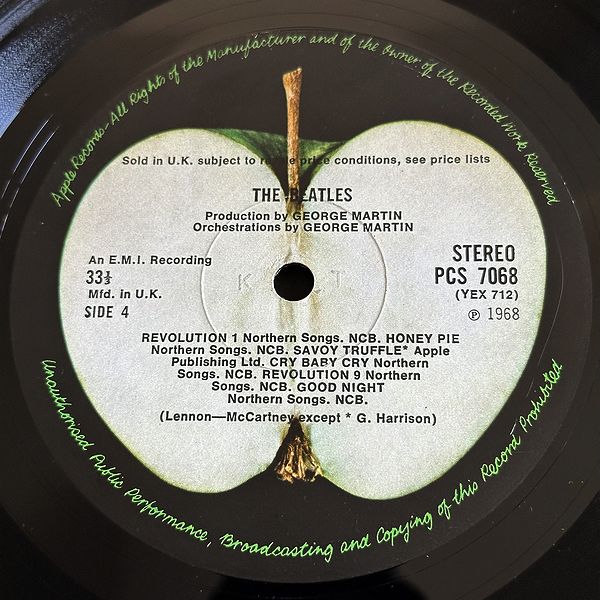 Apple Records—All Rights of the Manufacturer and of the Owner of the Recorded Work Reserved
Sold in U.K. subject to resale price conditions, see price lists
THE BEATLES
Production by GEORGE MARTIN
Orchestrations by GEORGE MARTIN
An E.M.I. Recording
33⅓
Mfd. in U.K.
SIDE 4
STEREO
PCS 7068
(YEX 712)
℗ 1968
K T
REVOLUTION 1 Northern Songs. NCB. HONEY PIE
Northern Songs. NCB. SAVOY TRUFFLE* Apple
Publishing Ltd. CRY BABY CRY Northern
Songs. NCB. REVOLUTION 9 Northern
Songs. NCB. GOOD NIGHT
Northern Songs. NCB.
(Lennon—McCartney except * G. Harrison)
Unauthorised Public Performance, Broadcasting and Copying of this Record Prohibited